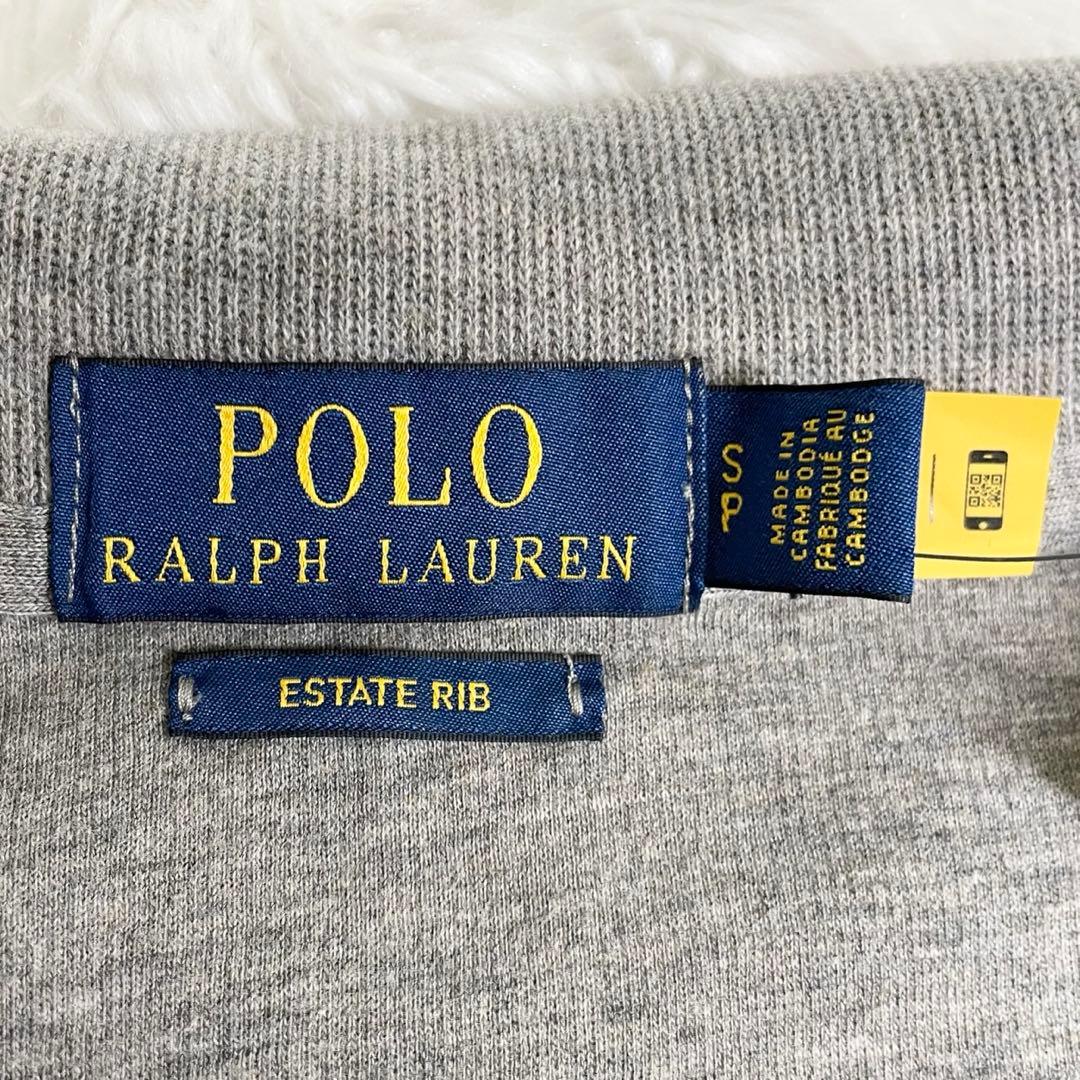 POLO
RALPH LAUREN
S
P
MADE IN
CAMBODIA
FABRIQUÉ AU
CAMBODGE
ESTATE RIB